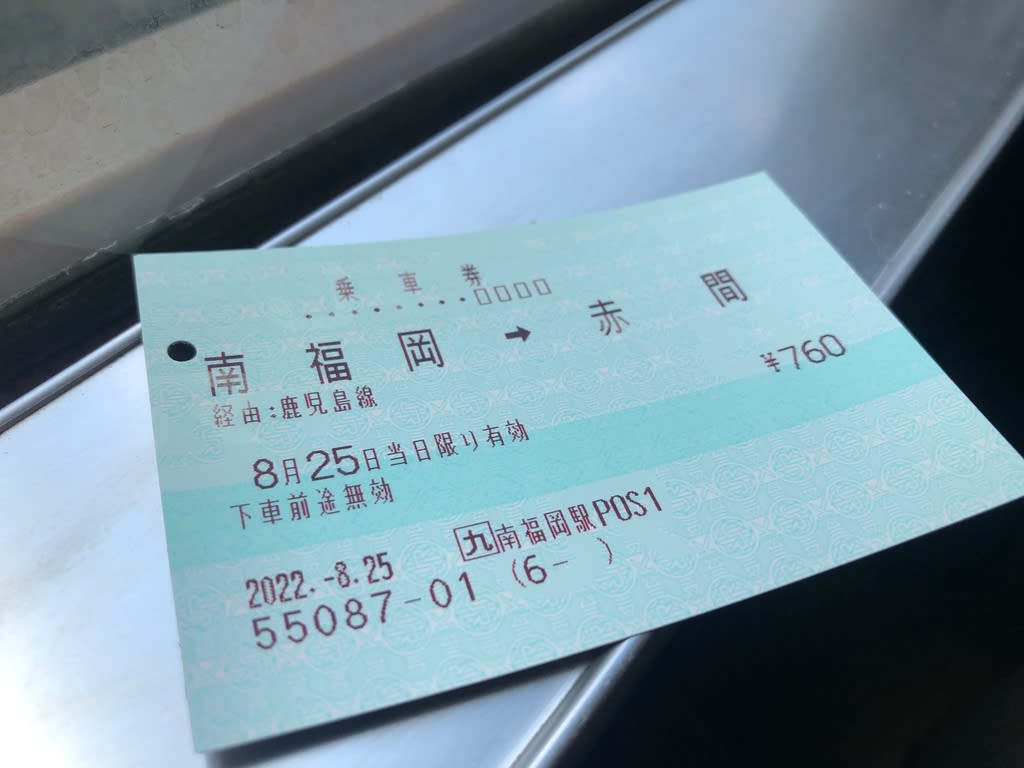 乗車券
・・・・・・・□□□□
南福岡 → 赤間
経由:鹿児島線
¥760
8月25日当日限り有効
下車前途無効
2022.-8.25 九南福岡駅POS1
55087-01 (6- )